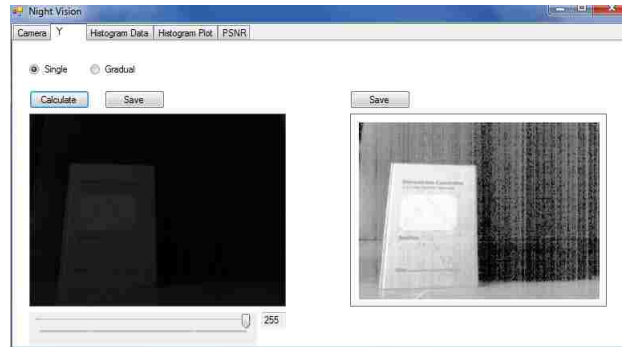 Night Vision
Camera Y Histogram Data Histogram Plot PSNR
Single Gradual
Calculate Save Save
255